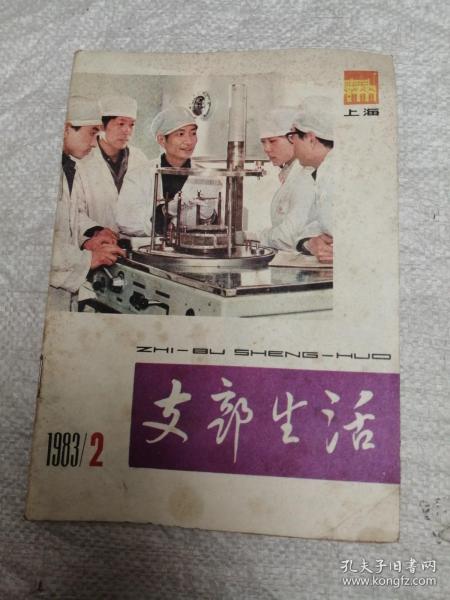 上海
ZHI-BU SHENG-HUO
支部生活
1983/2
孔夫子旧书网
www.kongfz.com